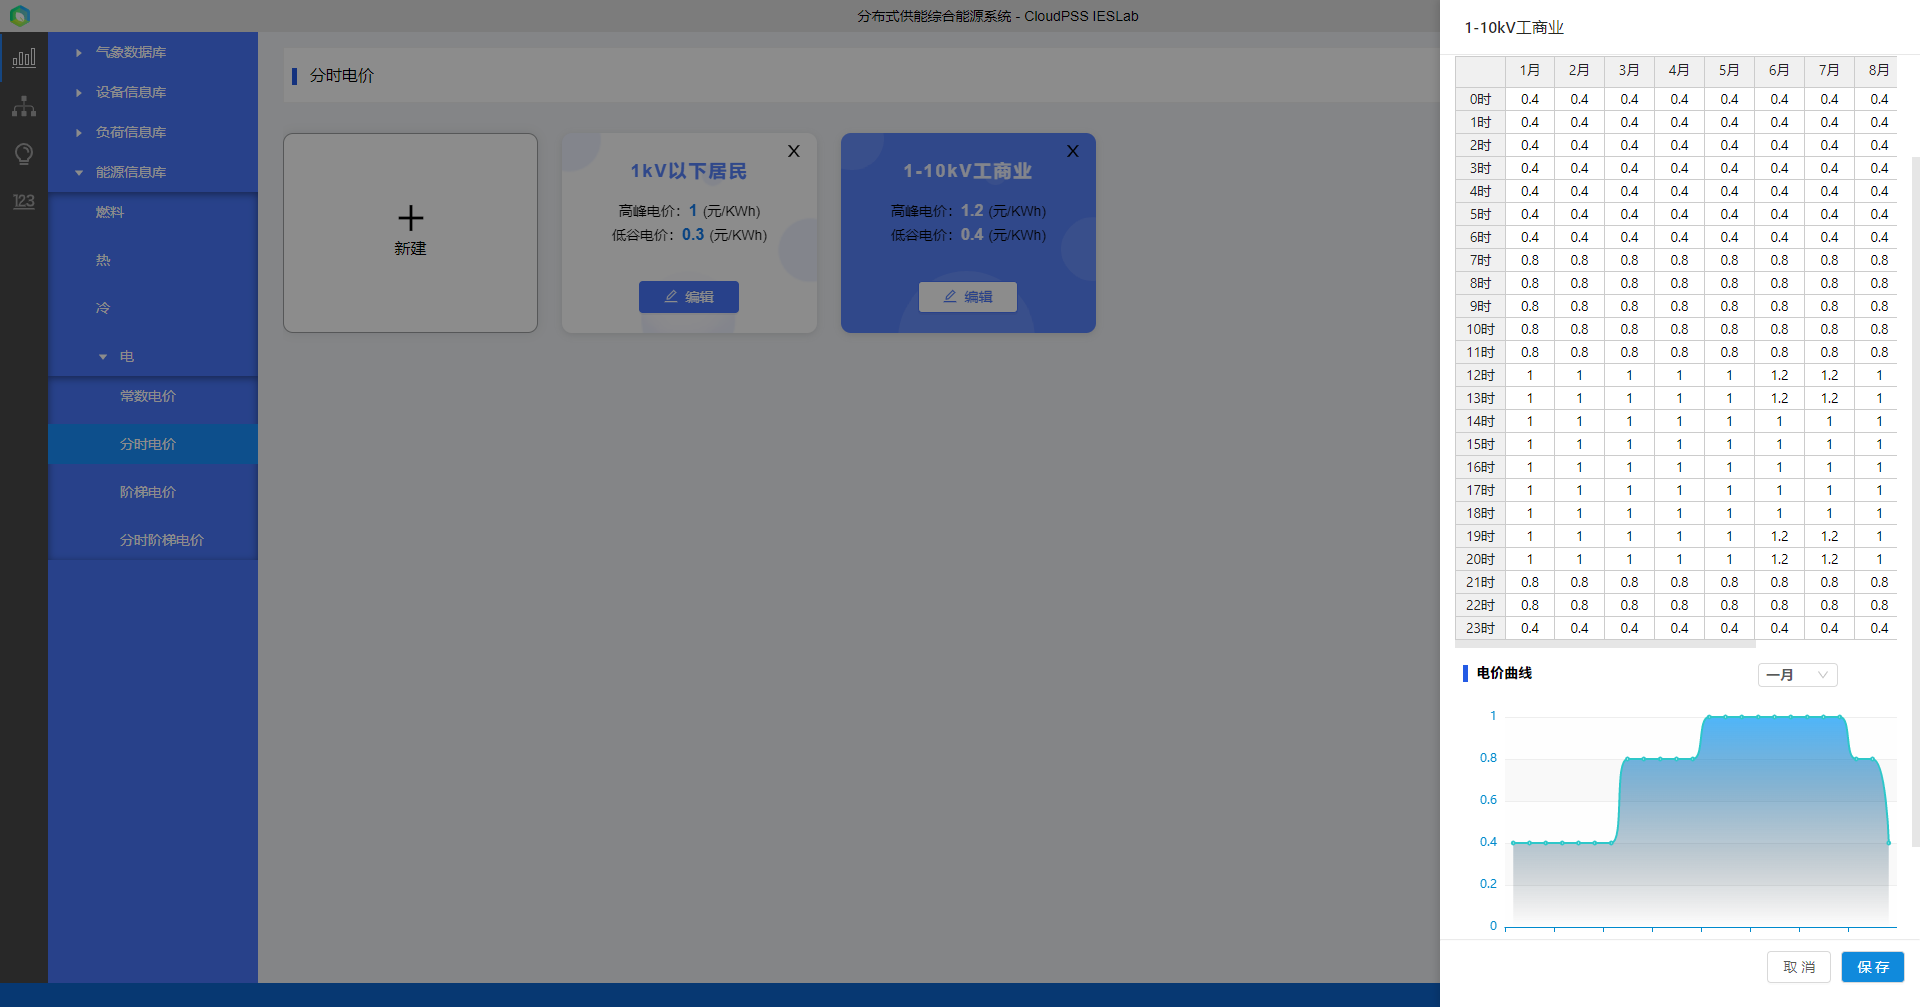 分布式供能综合能源系统 - CloudPSS IESLab
气象数据库
设备信息库
负荷信息库
能源信息库
燃料
热
冷
电
常数电价
分时电价
阶梯电价
分时阶梯电价
123
分时电价
新建
X
1kV以下居民
高峰电价: 1 (元/KWh)
低谷电价: 0.3 (元/KWh)
编辑
X
1-10kV工商业
高峰电价: 1.2 (元/KWh)
低谷电价: 0.4 (元/KWh)
编辑
1-10kV工商业
1月 2月 3月 4月 5月 6月 7月 8月
0时 0.4 0.4 0.4 0.4 0.4 0.4 0.4 0.4
1时 0.4 0.4 0.4 0.4 0.4 0.4 0.4 0.4
2时 0.4 0.4 0.4 0.4 0.4 0.4 0.4 0.4
3时 0.4 0.4 0.4 0.4 0.4 0.4 0.4 0.4
4时 0.4 0.4 0.4 0.4 0.4 0.4 0.4 0.4
5时 0.4 0.4 0.4 0.4 0.4 0.4 0.4 0.4
6时 0.4 0.4 0.4 0.4 0.4 0.4 0.4 0.4
7时 0.8 0.8 0.8 0.8 0.8 0.8 0.8 0.8
8时 0.8 0.8 0.8 0.8 0.8 0.8 0.8 0.8
9时 0.8 0.8 0.8 0.8 0.8 0.8 0.8 0.8
10时 0.8 0.8 0.8 0.8 0.8 0.8 0.8 0.8
11时 0.8 0.8 0.8 0.8 0.8 0.8 0.8 0.8
12时 1 1 1 1 1 1.2 1.2 1
13时 1 1 1 1 1 1.2 1.2 1
14时 1 1 1 1 1 1 1 1
15时 1 1 1 1 1 1 1 1
16时 1 1 1 1 1 1 1 1
17时 1 1 1 1 1 1 1 1
18时 1 1 1 1 1 1 1 1
19时 1 1 1 1 1 1.2 1.2 1
20时 1 1 1 1 1 1.2 1.2 1
21时 0.8 0.8 0.8 0.8 0.8 0.8 0.8 0.8
22时 0.8 0.8 0.8 0.8 0.8 0.8 0.8 0.8
23时 0.4 0.4 0.4 0.4 0.4 0.4 0.4 0.4
电价曲线
一月
1
0.8
0.6
0.4
0.2
0
取 消
保 存